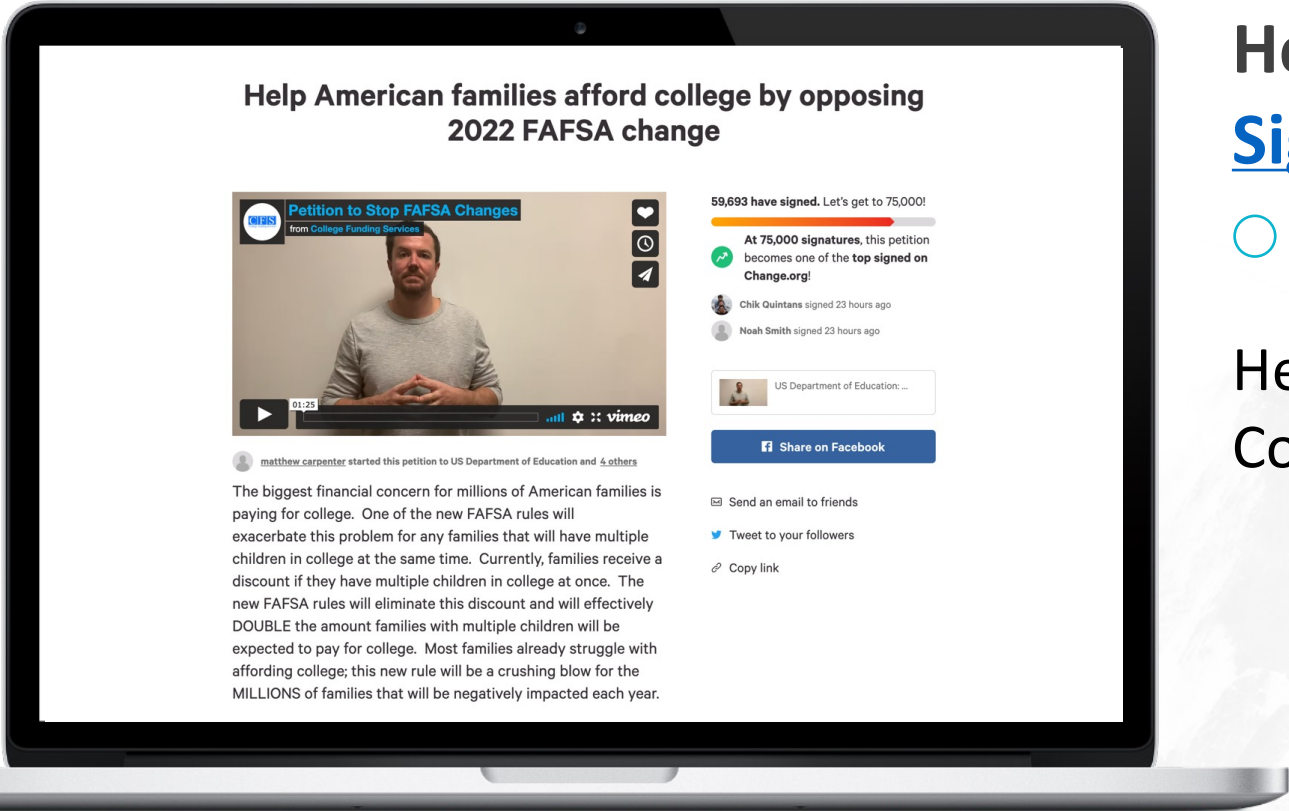 Help American families afford college by opposing
2022 FAFSA change
CFS
Petition to Stop FAFSA Changes
from College Funding Services
01:25
vimeo
matthew carpenter started this petition to US Department of Education and 4 others
The biggest financial concern for millions of American families is
paying for college. One of the new FAFSA rules will
exacerbate this problem for any families that will have multiple
children in college at the same time. Currently, families receive a
discount if they have multiple children in college at once. The
new FAFSA rules will eliminate this discount and will effectively
DOUBLE the amount families with multiple children will be
expected to pay for college. Most families already struggle with
affording college; this new rule will be a crushing blow for the
MILLIONS of families that will be negatively impacted each year.
59,693 have signed. Let's get to 75,000!
At 75,000 signatures, this petition
becomes one of the top signed on
Change.org!
Chik Quintans signed 23 hours ago
Noah Smith signed 23 hours ago
US Department of Education: ...
Share on Facebook
Send an email to friends
Tweet to your followers
Copy link
He
Co